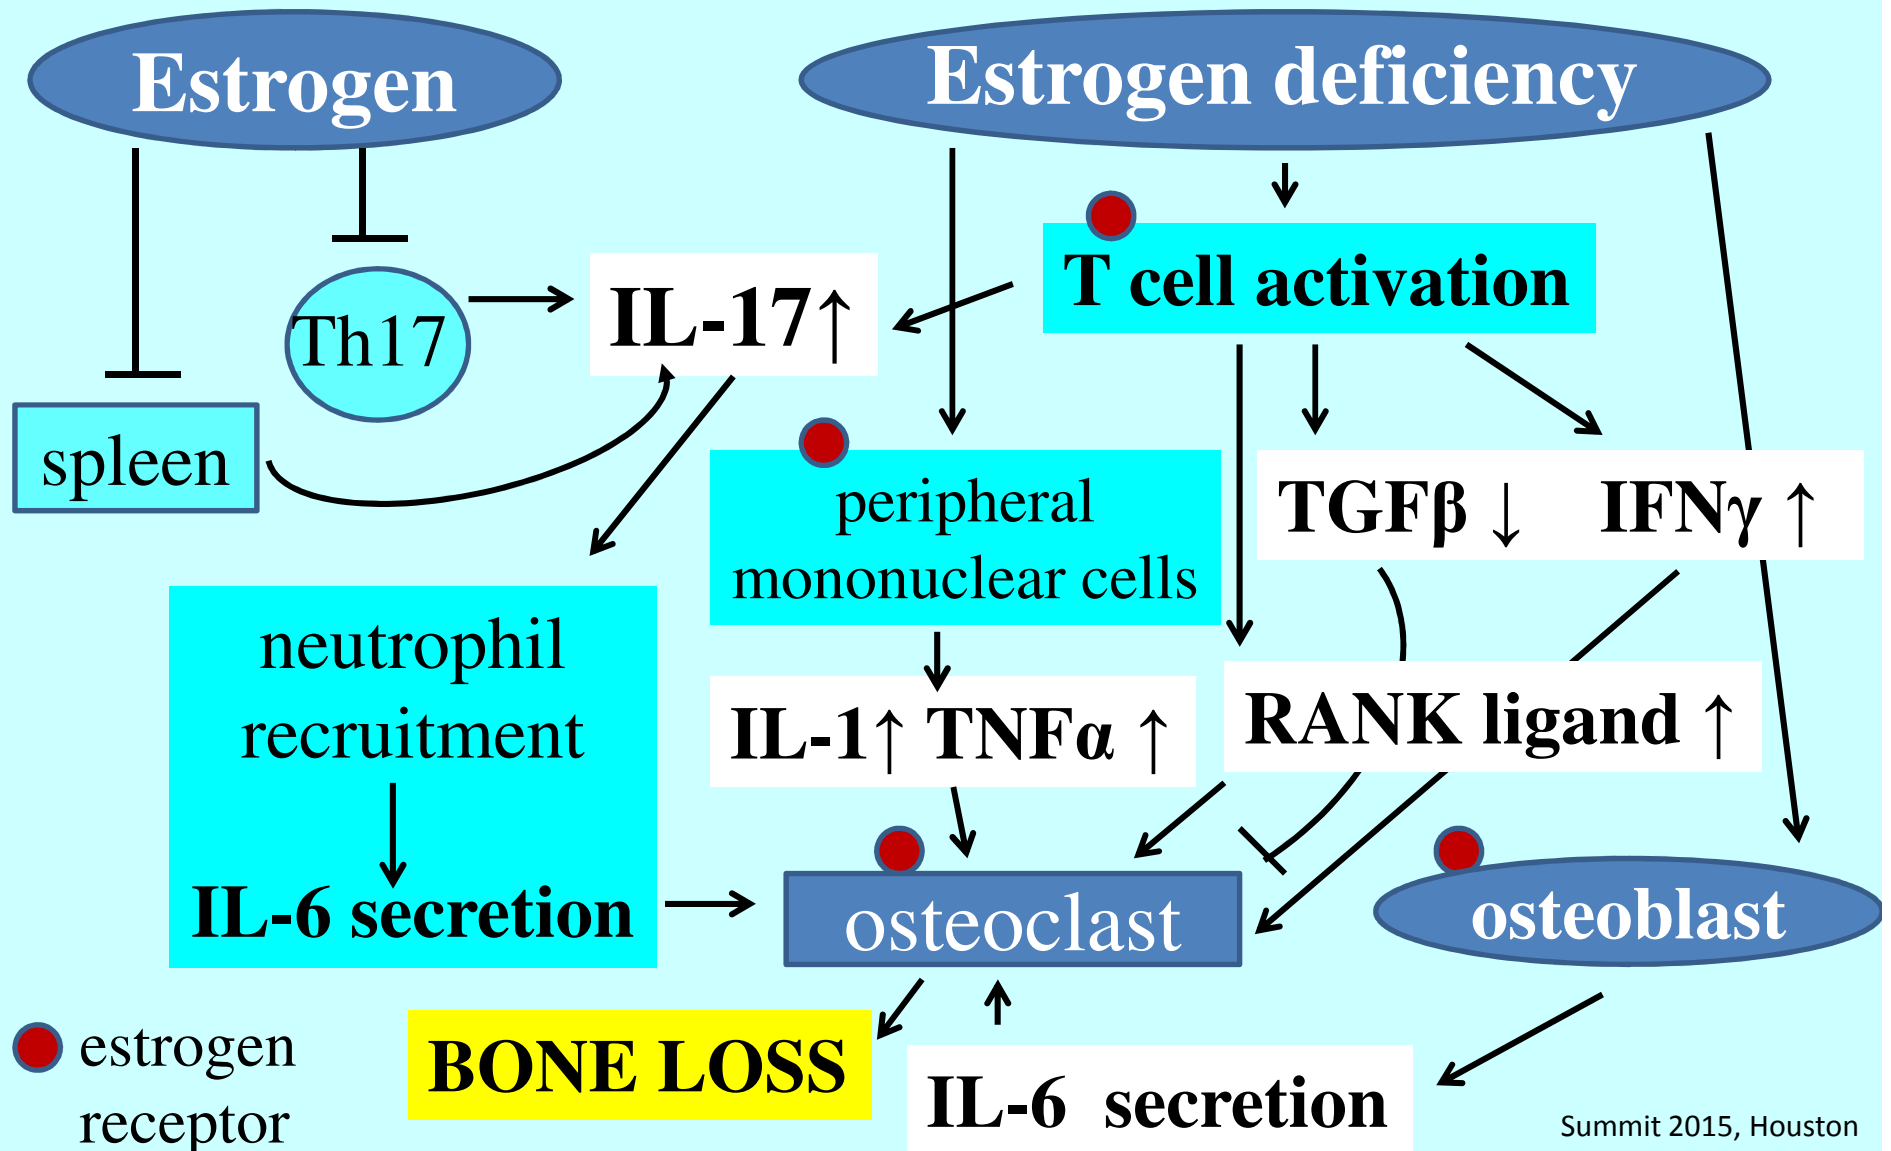 Estrogen
Estrogen deficiency
T cell activation
IL-17↑
Th17
spleen
peripheral
mononuclear cells
TGFβ ↓ IFNγ ↑
neutrophil
recruitment
IL-1↑ TNFα ↑
RANK ligand ↑
IL-6 secretion
osteoclast
osteoblast
estrogen
receptor
BONE LOSS
IL-6 secretion
Summit 2015, Houston